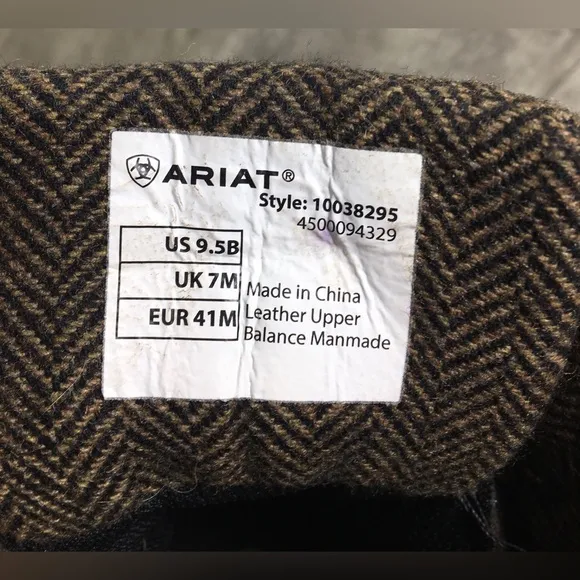 ARIAT®
Style: 10038295
4500094329
US 9.5B
UK 7M
EUR 41M
Made in China
Leather Upper
Balance Manmade